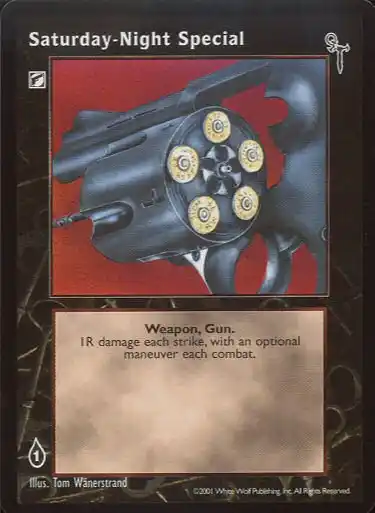 Saturday-Night Special
Weapon, Gun.
1R damage each strike, with an optional
maneuver each combat.
1
Illus. Tom Wänerstrand
©2001 White Wolf Publishing, Inc. All Rights Reserved.